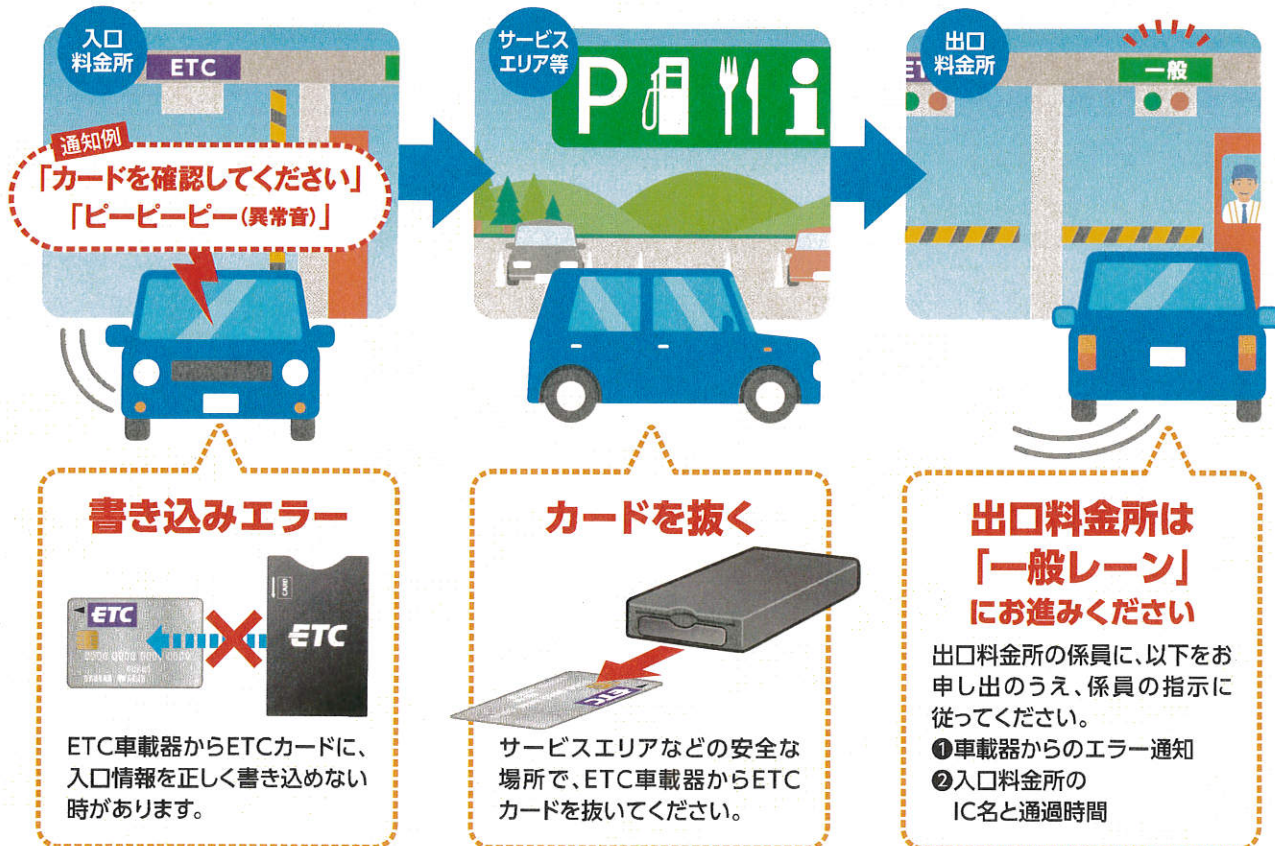 入口
料金所
ETC
通知例
「カードを確認してください」
「ピーピーピー（異常音）」
サービス
エリア等
P
i
出口
料金所
ET
一般
書き込みエラー
ETC
CARD
ETC
ETC車載器からETCカードに、
入口情報を正しく書き込めない
時があります。
カードを抜く
ETC
サービスエリアなどの安全な
場所で、ETC車載器からETC
カードを抜いてください。
出口料金所は
「一般レーン」
にお進みください
出口料金所の係員に、以下をお
申し出のうえ、係員の指示に
従ってください。
❶車載器からのエラー通知
❷入口料金所の
IC名と通過時間